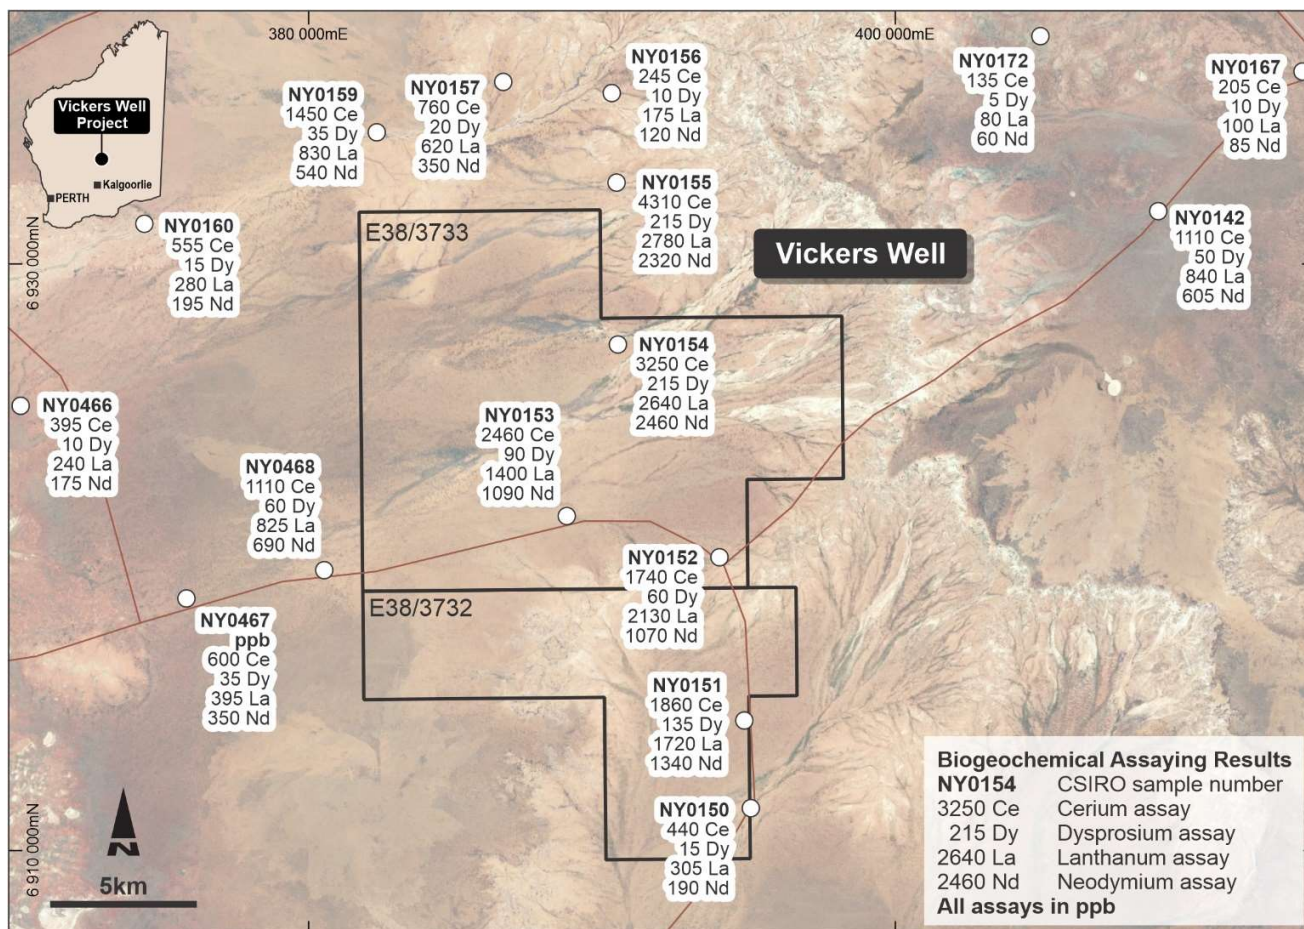 380 000mE
400 000mE
Vickers Well
Project
Kalgoorlie
PERTH
NY0159
1450 Ce
35 Dy
830 La
540 Nd
NY0157
760 Ce
20 Dy
620 La
350 Nd
NY0156
245 Ce
10 Dy
175 La
120 Nd
NY0172
135 Ce
5 Dy
80 La
60 Nd
NY0167
205 Ce
10 Dy
100 La
85 Nd
NY0155
4310 Ce
215 Dy
2780 La
2320 Nd
NY0160
555 Ce
15 Dy
280 La
195 Nd
6 930 000mN
E38/3733
Vickers Well
NY0142
1110 Ce
50 Dy
840 La
605 Nd
NY0154
3250 Ce
215 Dy
2640 La
2460 Nd
NY0466
395 Ce
10 Dy
240 La
175 Nd
NY0153
2460 Ce
90 Dy
1400 La
1090 Nd
NY0468
1110 Ce
60 Dy
825 La
690 Nd
NY0152
1740 Ce
60 Dy
2130 La
1070 Nd
E38/3732
NY0467
ppb
600 Ce
35 Dy
395 La
350 Nd
NY0151
1860 Ce
135 Dy
1720 La
1340 Nd
NY0150
440 Ce
15 Dy
305 La
190 Nd
6 910 000mN
N
5km
Biogeochemical Assaying Results
NY0154 CSIRO sample number
3250 Ce Cerium assay
215 Dy Dysprosium assay
2640 La Lanthanum assay
2460 Nd Neodymium assay
All assays in ppb